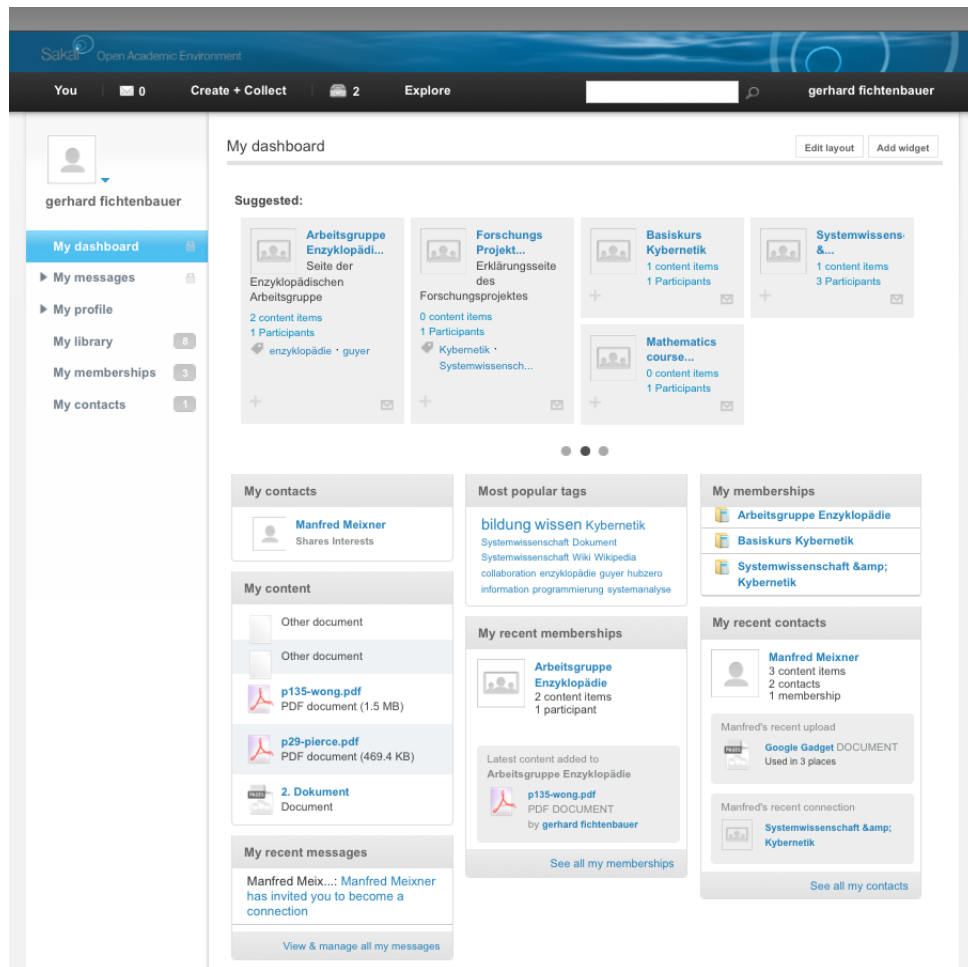 Sakai Open Academic Environment
You 0 Create + Collect 2 Explore gerhard fichtenbauer
gerhard fichtenbauer
My dashboard
My messages
My profile
My library 8
My memberships 3
My contacts 1
My dashboard
Edit layout Add widget
Suggested:
Arbeitsgruppe
Enzyklopädi...
Seite der
Enzyklopädischen
Arbeitsgruppe
2 content items
1 Participants
enzyklopädie · guyer
Forschungs
Projekt...
Erklärungsseite
des
Forschungsprojektes
0 content items
1 Participants
Kybernetik ·
Systemwissensch...
Basiskurs
Kybernetik
1 content items
1 Participants
Systemwissens
&...
1 content items
3 Participants
Mathematics
course...
0 content items
1 Participants
My contacts
Manfred Meixner
Shares Interests
My content
Other document
Other document
p135-wong.pdf
PDF document (1.5 MB)
p29-pierce.pdf
PDF document (469.4 KB)
PAGES
2. Dokument
Document
My recent messages
Manfred Meix...: Manfred Meixner
has invited you to become a
connection
View & manage all my messages
Most popular tags
bildung wissen Kybernetik
Systemwissenschaft Dokument
Systemwissenschaft Wiki Wikipedia
collaboration enzyklopädie guyer hubzero
information programmierung systemanalyse
My recent memberships
Arbeitsgruppe
Enzyklopädie
2 content items
1 participant
Latest content added to
Arbeitsgruppe Enzyklopädie
p135-wong.pdf
PDF DOCUMENT
by gerhard fichtenbauer
See all my memberships
My memberships
Arbeitsgruppe Enzyklopädie
Basiskurs Kybernetik
Systemwissenschaft &amp;
Kybernetik
My recent contacts
Manfred Meixner
3 content items
2 contacts
1 membership
Manfred's recent upload
PAGES
Google Gadget DOCUMENT
Used in 3 places
Manfred's recent connection
Systemwissenschaft &amp;
Kybernetik
See all my contacts